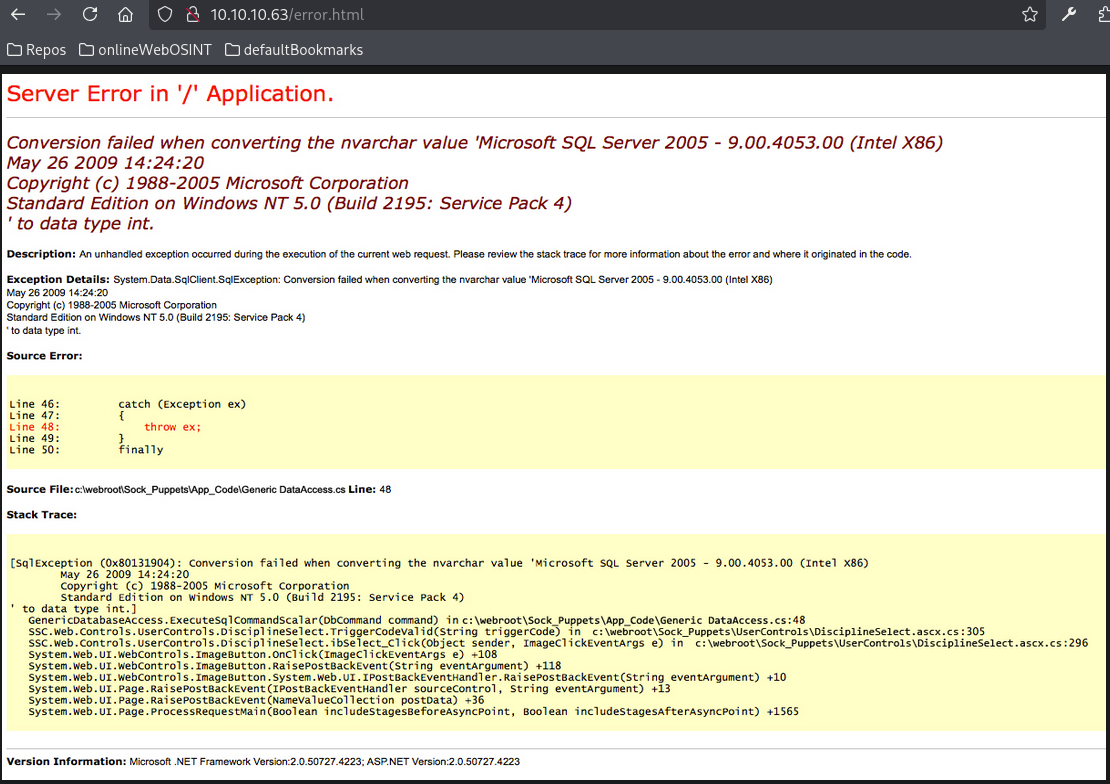 10.10.10.63/error.html
Repos onlineWebOSINT defaultBookmarks
Server Error in '/' Application.
Conversion failed when converting the nvarchar value 'Microsoft SQL Server 2005 - 9.00.4053.00 (Intel X86)
May 26 2009 14:24:20
Copyright (c) 1988-2005 Microsoft Corporation
Standard Edition on Windows NT 5.0 (Build 2195: Service Pack 4)
' to data type int.
Description: An unhandled exception occurred during the execution of the current web request. Please review the stack trace for more information about the error and where it originated in the code.
Exception Details: System.Data.SqlClient.SqlException: Conversion failed when converting the nvarchar value 'Microsoft SQL Server 2005 - 9.00.4053.00 (Intel X86)
May 26 2009 14:24:20
Copyright (c) 1988-2005 Microsoft Corporation
Standard Edition on Windows NT 5.0 (Build 2195: Service Pack 4)
' to data type int.
Source Error:
Line 46: catch (Exception ex)
Line 47: {
Line 48: throw ex;
Line 49: }
Line 50: finally
Source File: c:\webroot\Sock_Puppets\App_Code\Generic DataAccess.cs Line: 48
Stack Trace:
[SqlException (0x80131904): Conversion failed when converting the nvarchar value 'Microsoft SQL Server 2005 - 9.00.4053.00 (Intel X86)
May 26 2009 14:24:20
Copyright (c) 1988-2005 Microsoft Corporation
Standard Edition on Windows NT 5.0 (Build 2195: Service Pack 4)
' to data type int.]
GenericDatabaseAccess.ExecuteSqlCommandScalar(DbCommand command) in c:\webroot\Sock_Puppets\App_Code\Generic DataAccess.cs:48
SSC.Web.Controls.UserControls.DisciplineSelect.TriggerCodeValid(String triggerCode) in c:\webroot\Sock_Puppets\UserControls\DisciplineSelect.ascx.cs:305
SSC.Web.Controls.UserControls.DisciplineSelect.ibSelect_Click(Object sender, ImageClickEventArgs e) in c:\webroot\Sock_Puppets\UserControls\DisciplineSelect.ascx.cs:296
System.Web.UI.WebControls.ImageButton.OnClick(ImageClickEventArgs e) +108
System.Web.UI.WebControls.ImageButton.RaisePostBackEvent(String eventArgument) +118
System.Web.UI.WebControls.ImageButton.System.Web.UI.IPostBackEventHandler.RaisePostBackEvent(String eventArgument) +10
System.Web.UI.Page.RaisePostBackEvent(IPostBackEventHandler sourceControl, String eventArgument) +13
System.Web.UI.Page.RaisePostBackEvent(NameValueCollection postData) +36
System.Web.UI.Page.ProcessRequestMain(Boolean includeStagesBeforeAsyncPoint, Boolean includeStagesAfterAsyncPoint) +1565
Version Information: Microsoft .NET Framework Version:2.0.50727.4223; ASP.NET Version:2.0.50727.4223